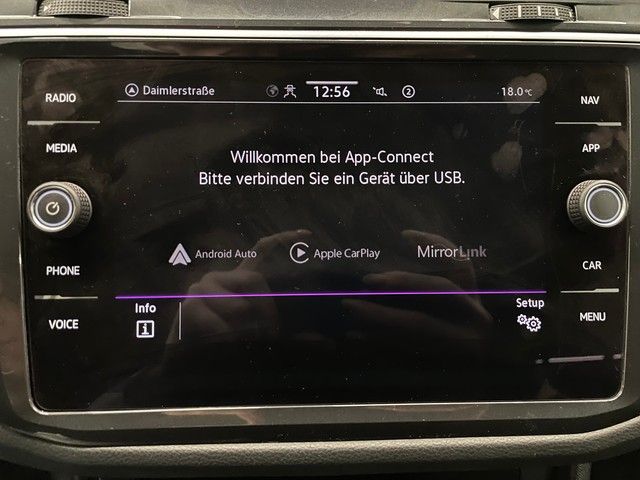 RADIO
MEDIA
PHONE
VOICE
Daimlerstraße 12:56 2 18.0°C
Willkommen bei App-Connect
Bitte verbinden Sie ein Gerät über USB.
Android Auto Apple CarPlay MirrorLink
Info Setup
NAV
APP
CAR
MENU